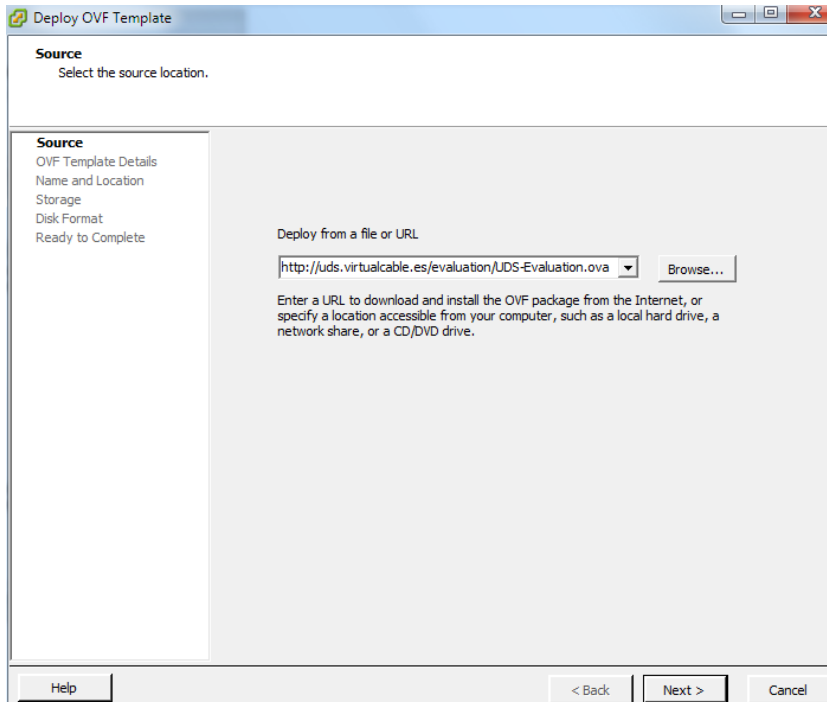 Deploy OVF Template
Source
Select the source location.
Source
OVF Template Details
Name and Location
Storage
Disk Format
Ready to Complete
Deploy from a file or URL
http://uds.virtualcable.es/evaluation/UDS-Evaluation.ova
Browse...
Enter a URL to download and install the OVF package from the Internet, or
specify a location accessible from your computer, such as a local hard drive, a
network share, or a CD/DVD drive.
Help
< Back
Next >
Cancel